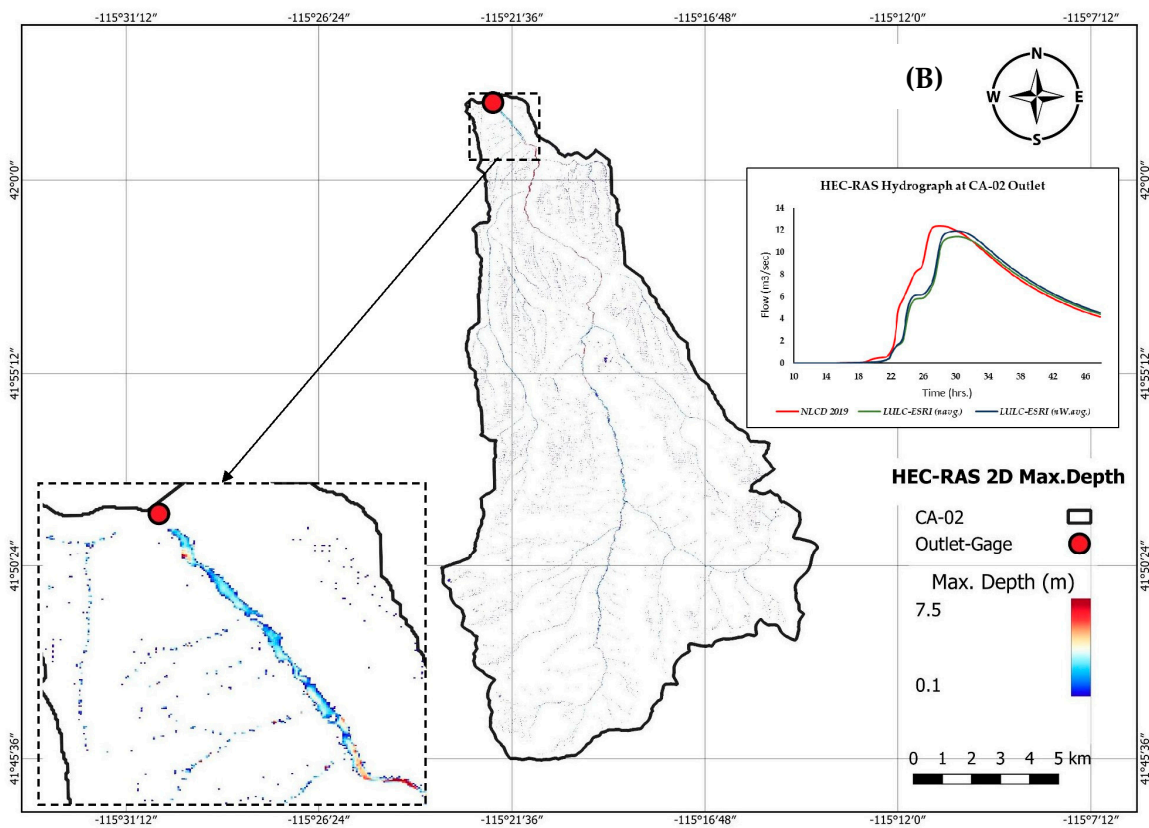 -115°31'12" -115°26'24" -115°21'36" -115°16'48" -115°12'0" -115°7'12"
(B)
N
W E
S
42°0'0" 42°0'0"
HEC-RAS Hydrograph at CA-02 Outlet
14
12
10
8
6
4
2
0
Flow (m3/sec)
10 14 18 22 26 30 34 38 42 46
Time (hrs.)
NLCD 2019 LULC-ESRI (navg.) LULC-ESRI (nW.avg.)
41°55'12" 41°55'12"
HEC-RAS 2D Max.Depth
CA-02
Outlet-Gage
Max. Depth (m)
7.5
0.1
41°50'24" 41°50'24"
0 1 2 3 4 5 km
41°45'36" 41°45'36"
-115°31'12" -115°26'24" -115°21'36" -115°16'48" -115°12'0" -115°7'12"